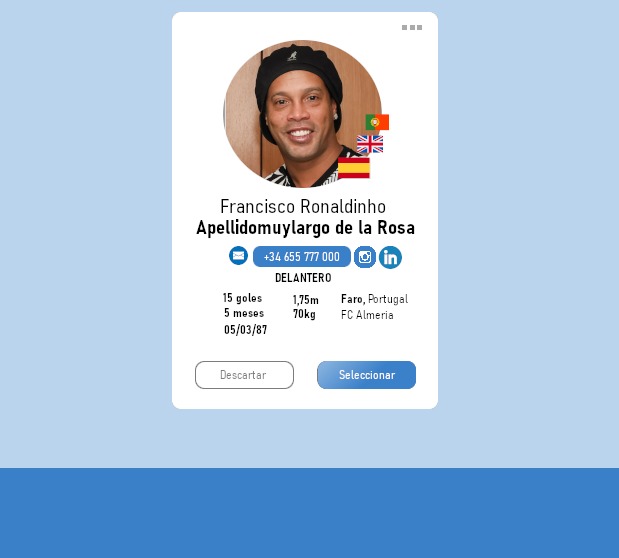 Francisco Ronaldinho
Apellidomuylargo de la Rosa
+34 655 777 000
in
DELANTERO
15 goles
5 meses
05/03/87
1,75m
70kg
Faro, Portugal
FC Almeria
Descartar
Seleccionar